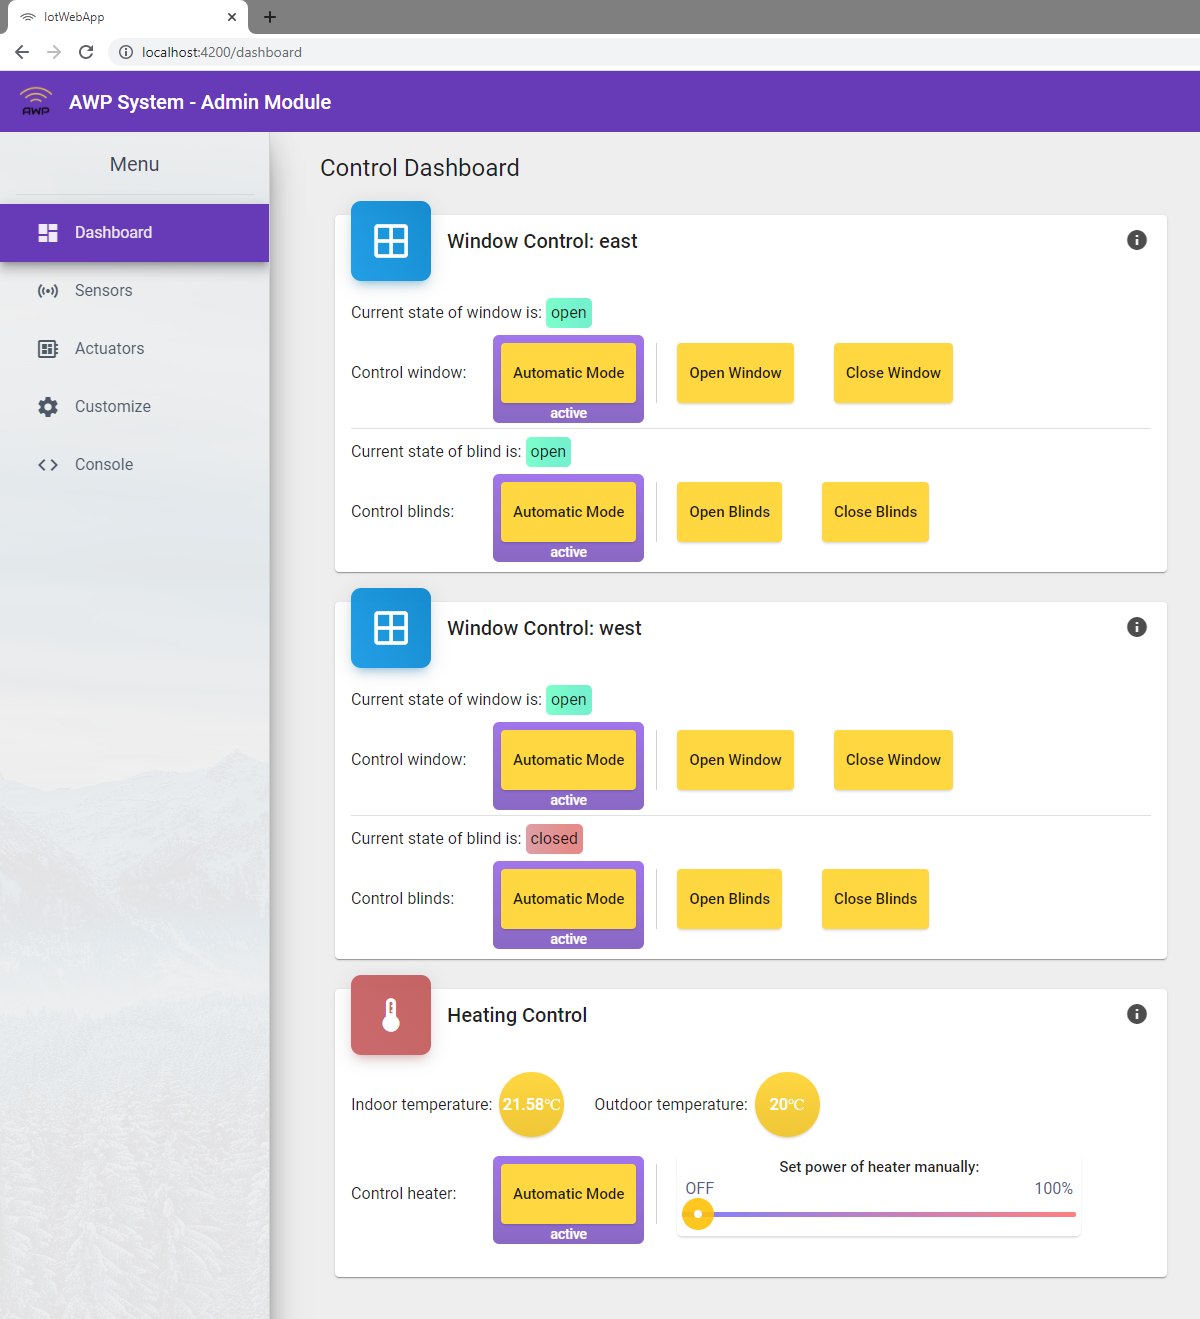 IotWebApp
localhost:4200/dashboard
AWP
AWP System - Admin Module
Menu
Dashboard
Sensors
Actuators
Customize
Console
Control Dashboard
Window Control: east
Current state of window is: open
Control window: Automatic Mode Open Window Close Window
active
Current state of blind is: open
Control blinds: Automatic Mode Open Blinds Close Blinds
active
Window Control: west
Current state of window is: open
Control window: Automatic Mode Open Window Close Window
active
Current state of blind is: closed
Control blinds: Automatic Mode Open Blinds Close Blinds
active
Heating Control
Indoor temperature: 21.58℃ Outdoor temperature: 20℃
Set power of heater manually:
OFF 100%
Control heater: Automatic Mode
active